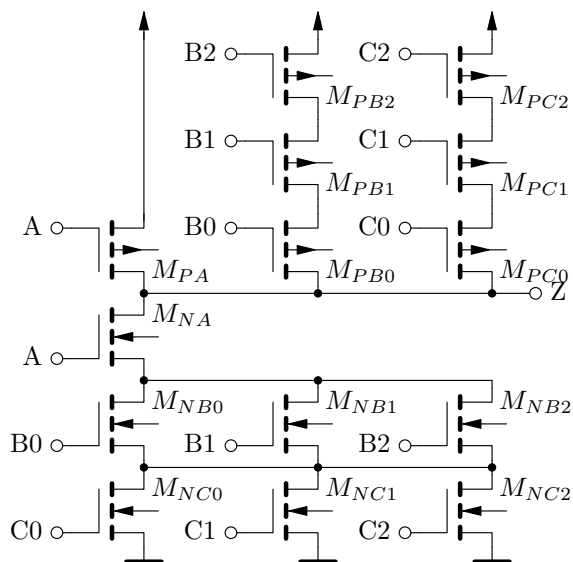 B2 C2
M_{PB2} M_{PC2}
B1 C1
M_{PB1} M_{PC1}
A B0 C0
M_{PA} M_{PB0} M_{PC0}
Z
M_{NA}
A
M_{NB0} M_{NB1} M_{NB2}
B0 B1 B2
M_{NC0} M_{NC1} M_{NC2}
C0 C1 C2